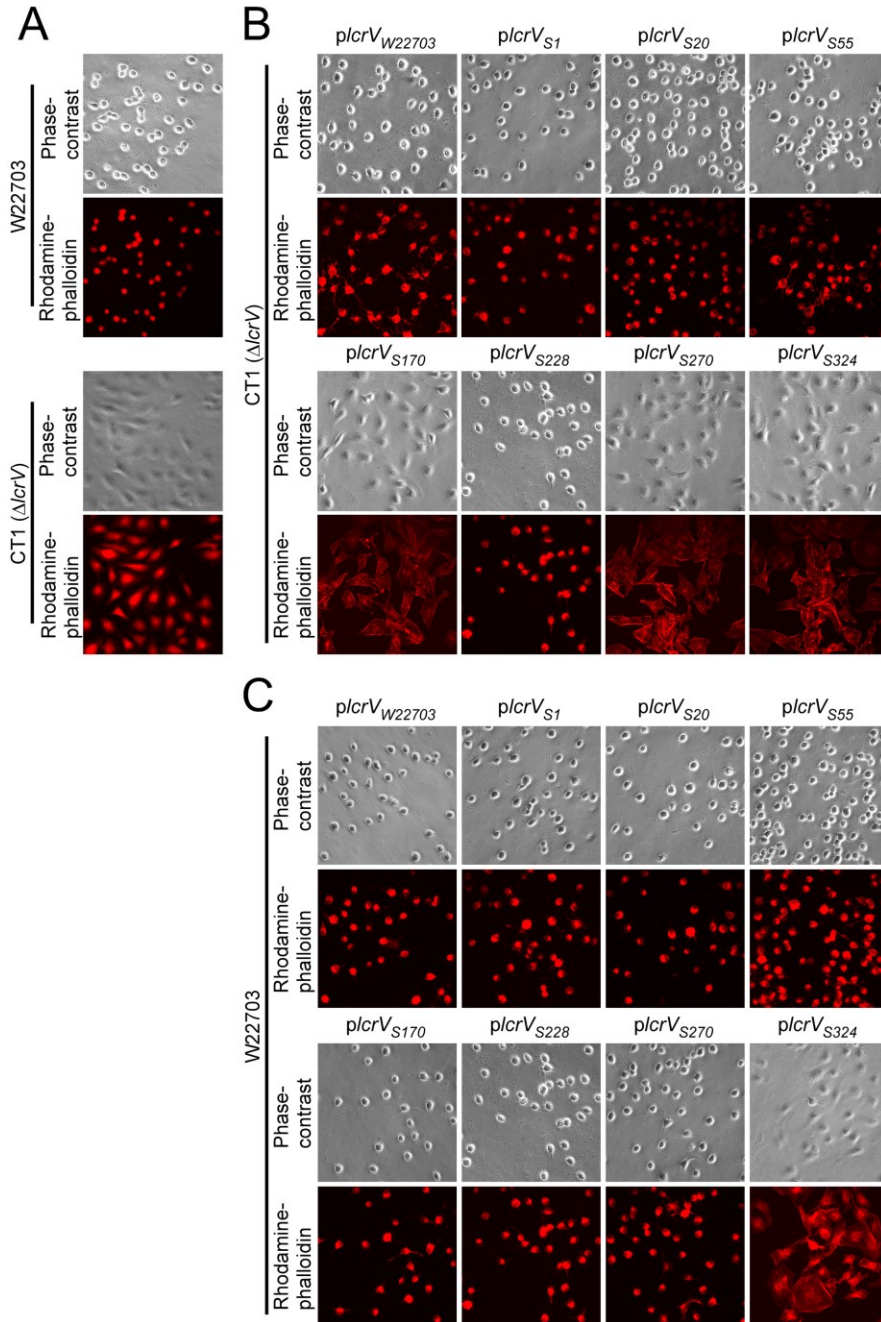 A
W22703
Phase-
contrast
Rhodamine-
phalloidin
CT1 (ΔlcrV)
Phase-
contrast
Rhodamine-
phalloidin
B
plcrVW22703 plcrVS1 plcrVS20 plcrVS55
CT1 (ΔlcrV)
Phase-
contrast
Rhodamine-
phalloidin
plcrVS170 plcrVS228 plcrVS270 plcrVS324
Phase-
contrast
Rhodamine-
phalloidin
C
plcrVW22703 plcrVS1 plcrVS20 plcrVS55
W22703
Phase-
contrast
Rhodamine-
phalloidin
plcrVS170 plcrVS228 plcrVS270 plcrVS324
Phase-
contrast
Rhodamine-
phalloidin